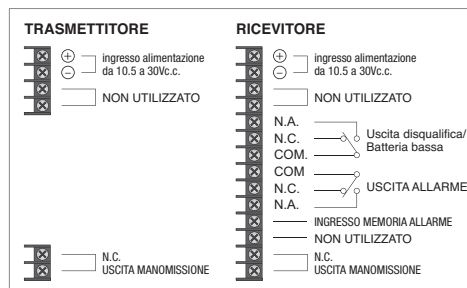 TRASMETTITORE
+ ingresso alimentazione
− da 10.5 a 30Vc.c.
NON UTILIZZATO
N.C.
USCITA MANOMISSIONE
RICEVITORE
+ ingresso alimentazione
− da 10.5 a 30Vc.c.
NON UTILIZZATO
N.A.
N.C.
COM.
Uscita disqualifica/
Batteria bassa
COM
N.C.
N.A.
USCITA ALLARME
INGRESSO MEMORIA ALLARME
NON UTILIZZATO
N.C.
USCITA MANOMISSIONE